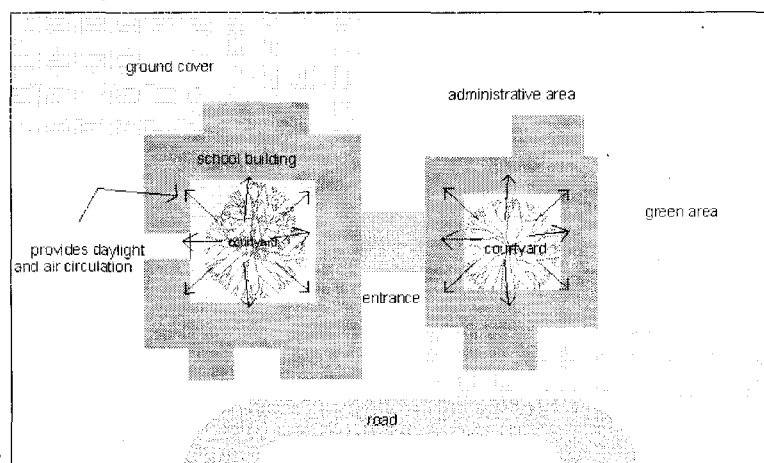 ground cover
administrative area
school building
green area
provides daylight
and air circulation
courtyard
courtyard
entrance
road